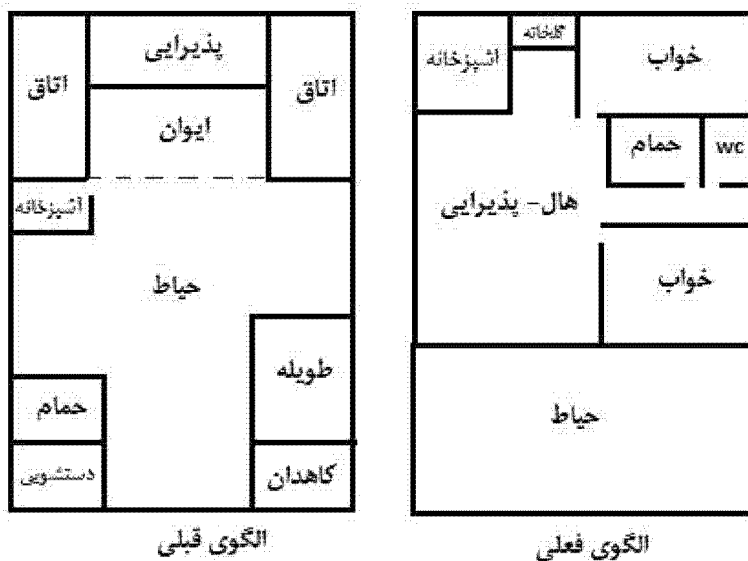 پذیرایی
اتاق
اتاق
ایوان
آشپزخانه
حیاط
طویله
حمام
دستشویی
کاهدان
الگوی قبلی
گلخانه
آشپزخانه
خواب
حمام
wc
هال- پذیرایی
خواب
حیاط
الگوی فعلی